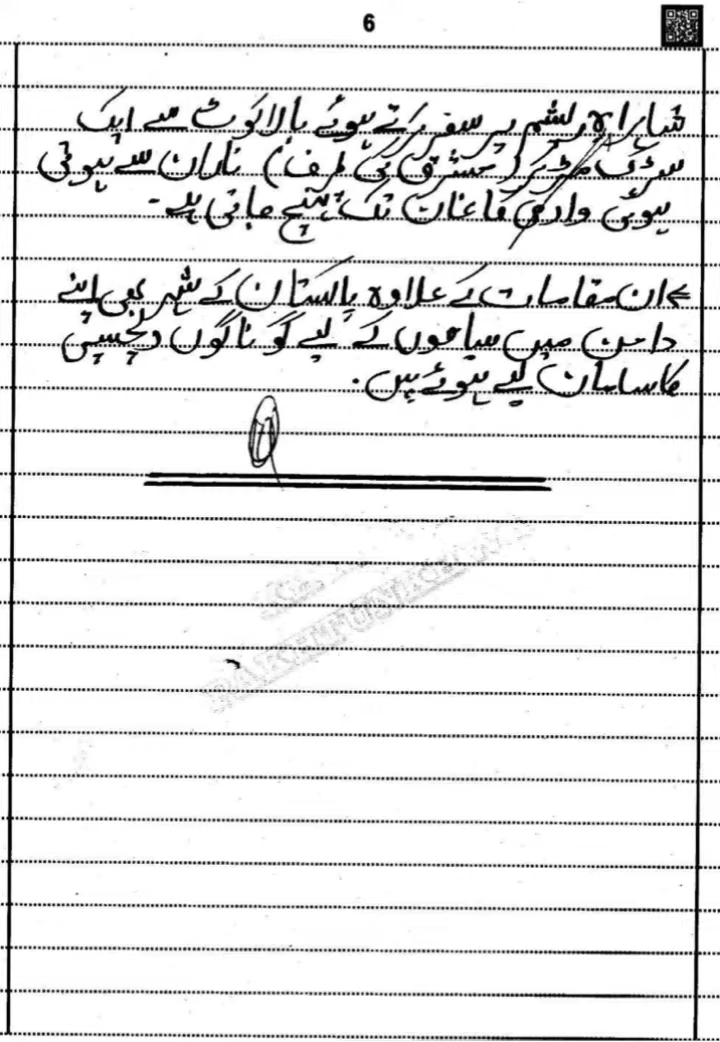 6
شاہراہ ریشم پر سفر کرتے ہوئے بالاکوٹ سے ایک
سڑک مڑ کر (مشرق کی طرف) ناران سے ہوتی
ہوئی وادی کاغان تک پہنچ جاتی ہے۔
ان مقامات کے علاوہ پاکستان کے شہر بھی اپنے
دامن میں سیاحوں کے لیے گوناگوں دلچسپی
کا سامان لیے ہوئے ہیں۔